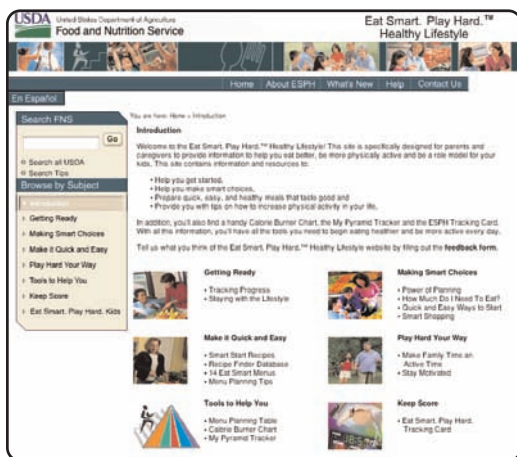 USDA United States Department of Agriculture
Food and Nutrition Service
Eat Smart. Play Hard.™
Healthy Lifestyle
Home About ESPH What's New Help Contact Us
En Español
Search FNS
Go
Search all USDA
Search Tips
Browse by Subject
Introduction
Getting Ready
Making Smart Choices
Make it Quick and Easy
Play Hard Your Way
Tools to Help You
Keep Score
Eat Smart. Play Hard. Kids
You are here: Home » Introduction
Introduction
Welcome to the Eat Smart. Play Hard.™ Healthy Lifestyle! This site is specifically designed for parents and
caregivers to provide information to help you eat better, be more physically active and be a role model for your
kids. This site contains information and resources to:
• Help you get started,
• Help you make smart choices,
• Prepare quick, easy, and healthy meals that taste good and
• Provide you with tips on how to increase physical activity in your life.
In addition, you'll also find a handy Calorie Burner Chart, the My Pyramid Tracker and the ESPH Tracking Card.
With all this information, you'll have all the tools you need to begin eating healthier and be more active every day.
Tell us what you think of the Eat Smart. Play Hard.™ Healthy Lifestyle website by filling out the feedback form.
Getting Ready
• Tracking Progress
• Staying with the Lifestyle
Making Smart Choices
• Power of Planning
• How Much Do I Need To Eat?
• Quick and Easy Ways to Start
• Smart Shopping
Make it Quick and Easy
• Smart Start Recipes
• Recipe Finder Database
• 14 Eat Smart Menus
• Menu Planning Tips
Play Hard Your Way
• Make Family Time an
Active Time
• Stay Motivated
Tools to Help You
• Menu Planning Table
• Calorie Burner Chart
• My Pyramid Tracker
Keep Score
• Eat Smart. Play Hard.
Tracking Card